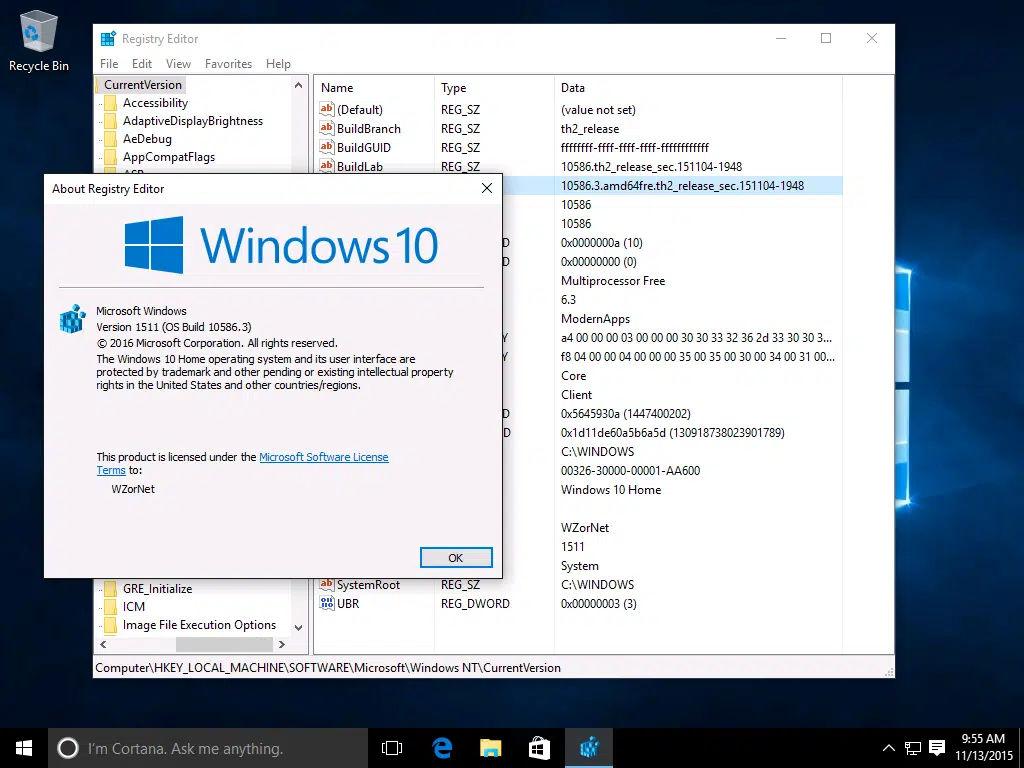 Recycle Bin
Registry Editor
File Edit View Favorites Help
CurrentVersion
Accessibility
AdaptiveDisplayBrightness
AeDebug
AppCompatFlags
Name Type Data
(Default) REG_SZ (value not set)
BuildBranch REG_SZ th2_release
BuildGUID REG_SZ ffffffff-ffff-ffff-ffff-ffffffffffff
BuildLab REG_SZ 10586.th2_release_sec.151104-1948
10586.3.amd64fre.th2_release_sec.151104-1948
10586
10586
D 0x0000000a (10)
D 0x00000000 (0)
Multiprocessor Free
6.3
ModernApps
Y a4 00 00 00 03 00 00 00 30 30 33 32 36 2d 33 30 30 3...
Y f8 04 00 00 04 00 00 00 35 00 35 00 30 00 34 00 31 00...
Core
Client
D 0x5645930a (1447400202)
D 0x1d11de60a5b6a5d (130918738023901789)
C:\WINDOWS
00326-30000-00001-AA600
Windows 10 Home
WZorNet
1511
System
SystemRoot REG_SZ C:\WINDOWS
UBR REG_DWORD 0x00000003 (3)
About Registry Editor
Windows 10
Microsoft Windows
Version 1511 (OS Build 10586.3)
© 2016 Microsoft Corporation. All rights reserved.
The Windows 10 Home operating system and its user interface are
protected by trademark and other pending or existing intellectual property
rights in the United States and other countries/regions.
This product is licensed under the Microsoft Software License
Terms to:
WZorNet
OK
GRE_Initialize
ICM
Image File Execution Options
Computer\HKEY_LOCAL_MACHINE\SOFTWARE\Microsoft\Windows NT\CurrentVersion
I'm Cortana. Ask me anything.
9:55 AM
11/13/2015